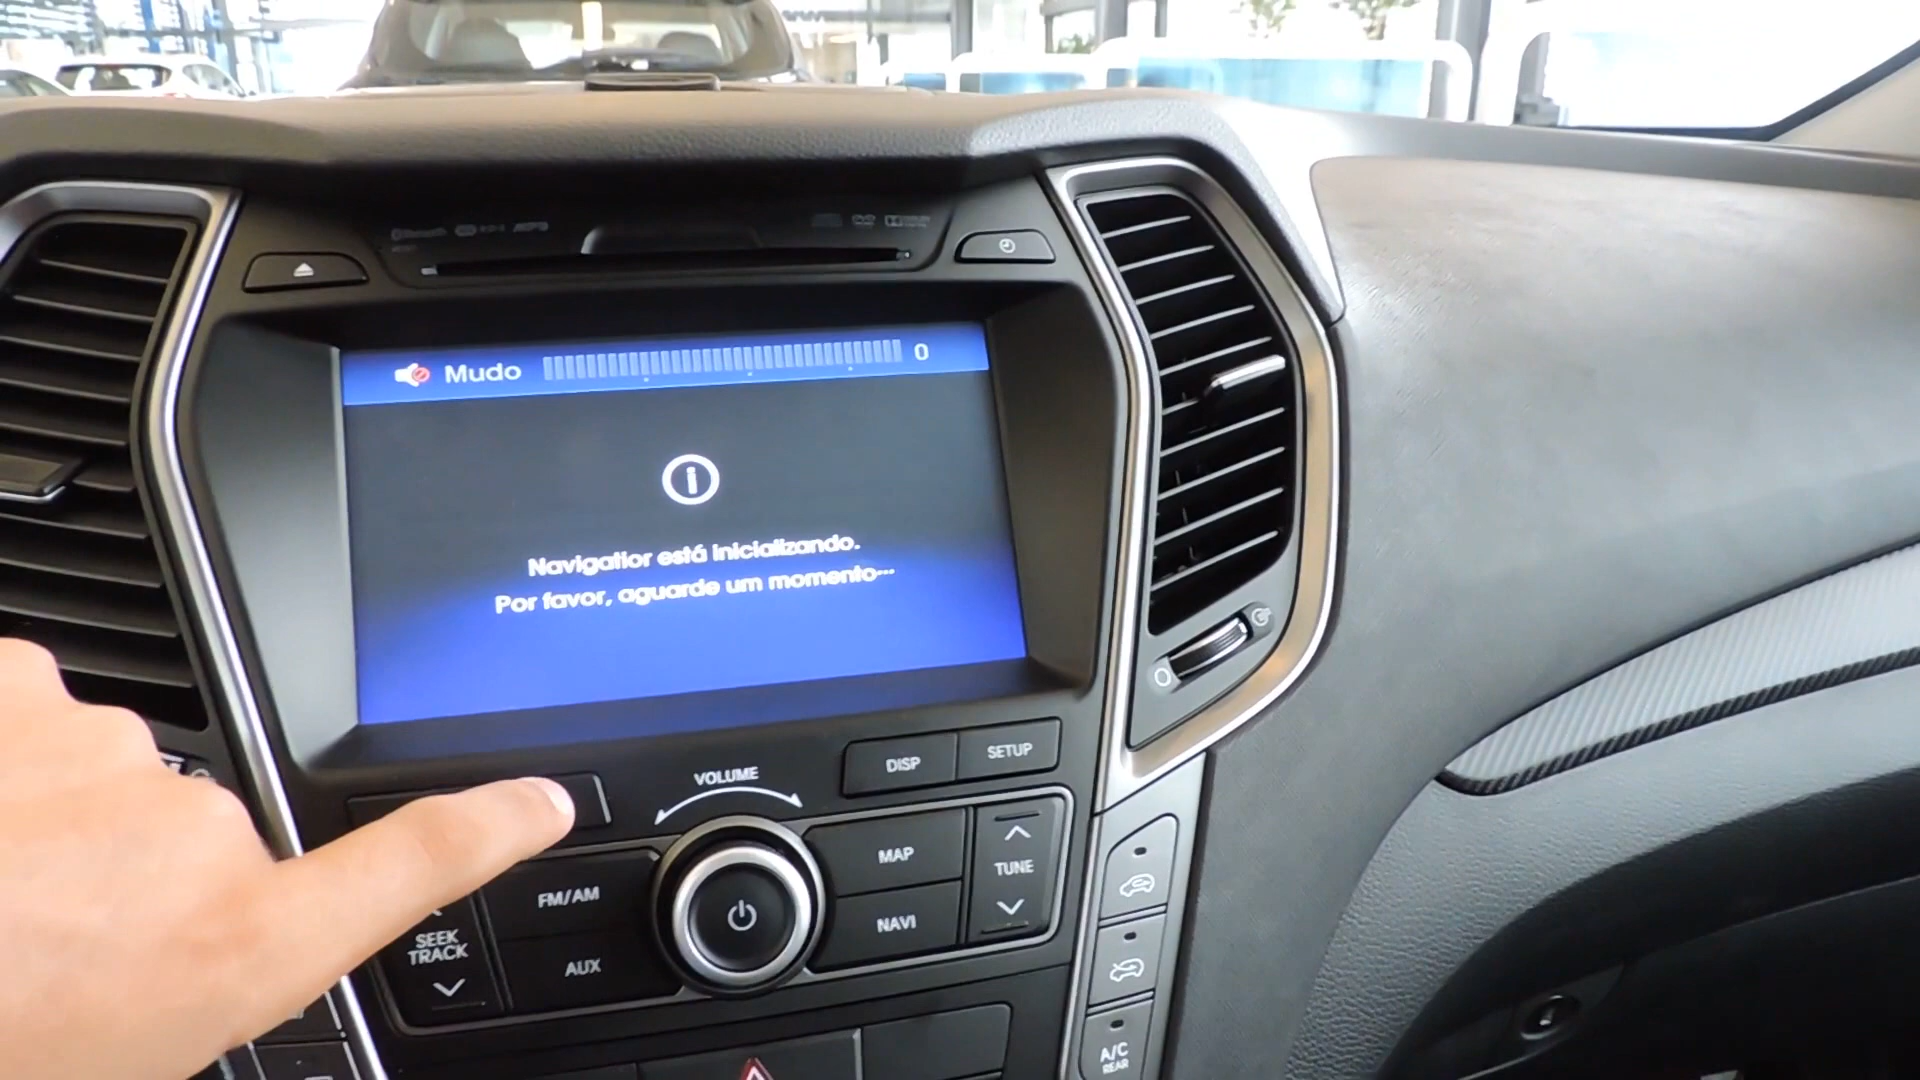 Mudo 0
Navigatior está inicializando.
Por favor, aguarde um momento...
VOLUME
DISP
SETUP
FM/AM
MAP
TUNE
SEEK
TRACK
AUX
NAVI
A/C
REAR